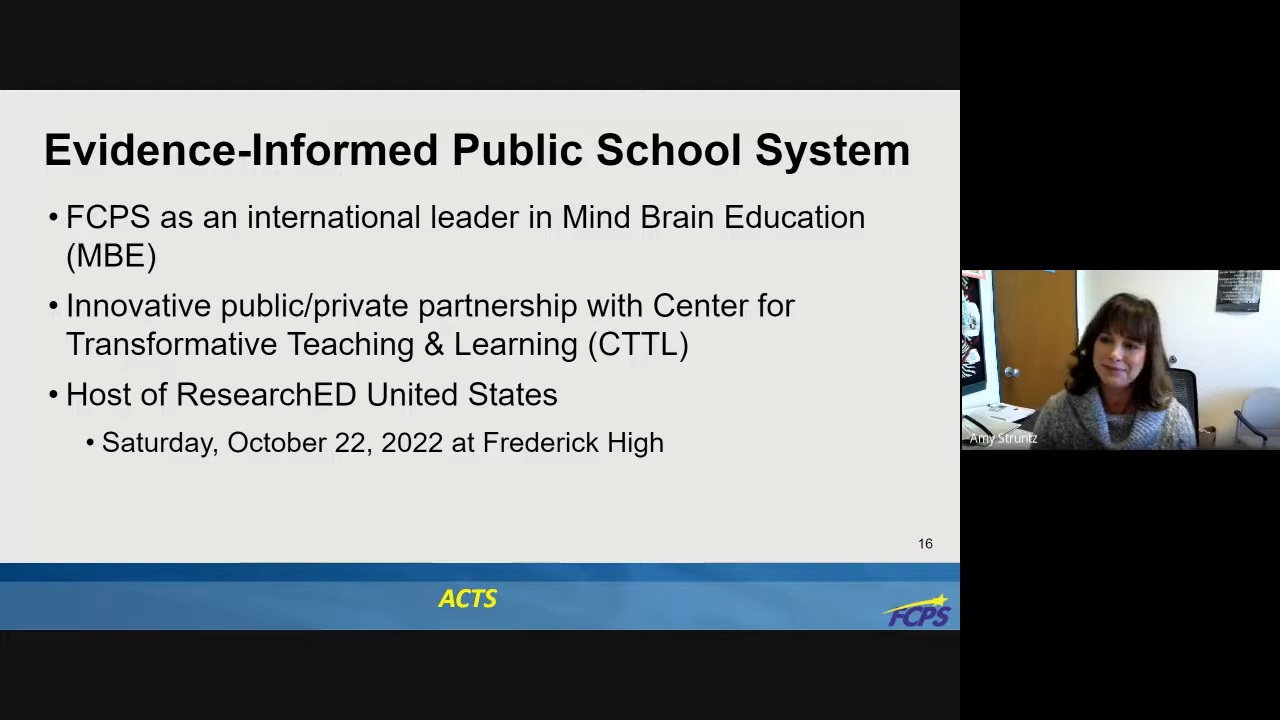 Evidence-Informed Public School System
• FCPS as an international leader in Mind Brain Education
(MBE)
• Innovative public/private partnership with Center for
Transformative Teaching & Learning (CTTL)
• Host of ResearchED United States
• Saturday, October 22, 2022 at Frederick High
Amy Struntz
16
ACTS
FCPS